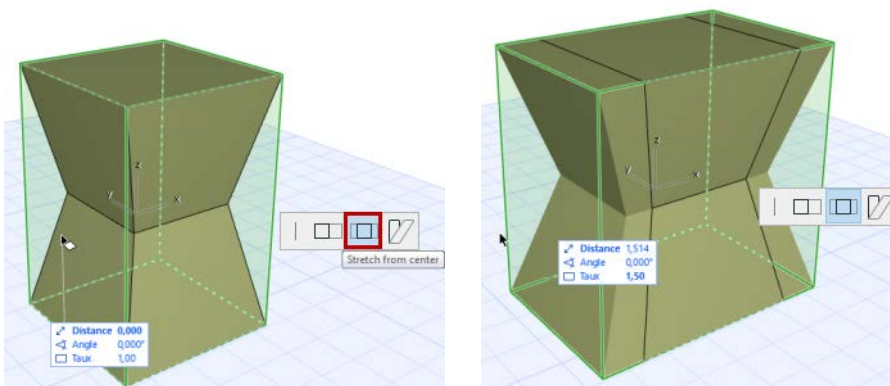 z
y
x
Stretch from center
Distance 0,000
Angle 0,000°
Taux 1,00
z
y
x
Distance 1,514
Angle 0,000°
Taux 1,50